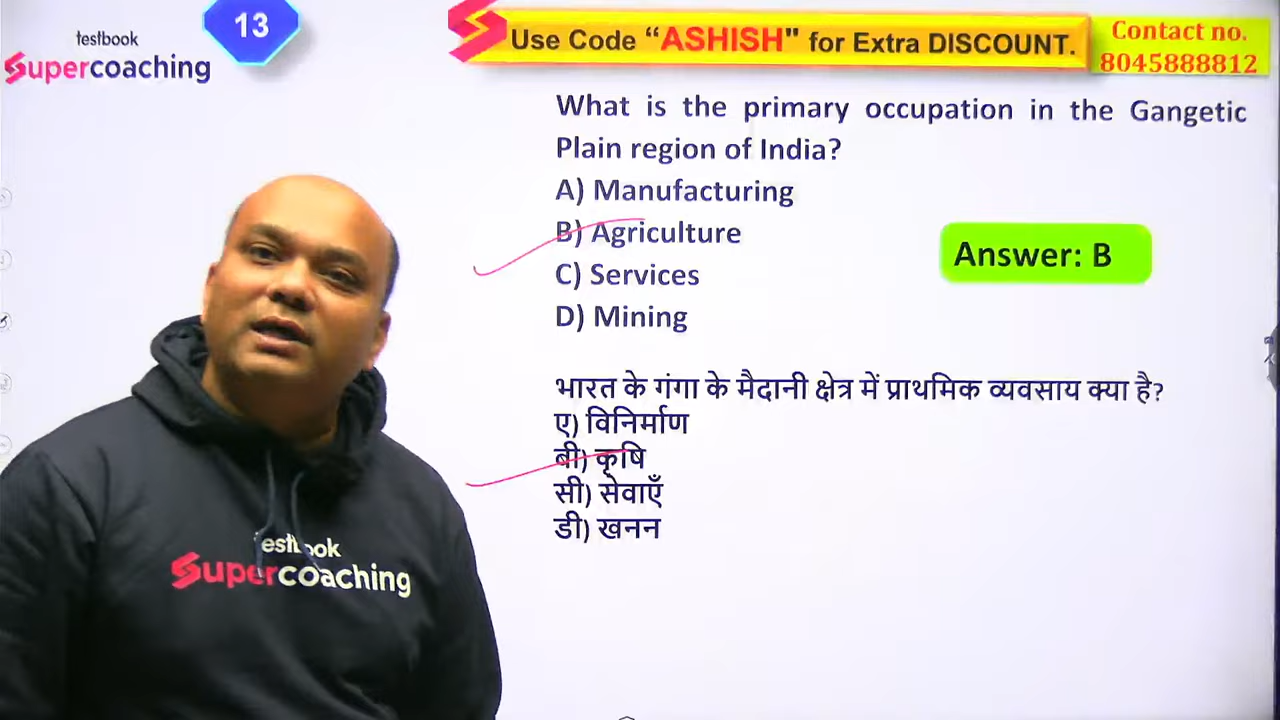 testbook
Supercoaching
13
Use Code “ASHISH" for Extra DISCOUNT.
Contact no.
8045888812
What is the primary occupation in the Gangetic
Plain region of India?
A) Manufacturing
B) Agriculture
C) Services
D) Mining
Answer: B
भारत के गंगा के मैदानी क्षेत्र में प्राथमिक व्यवसाय क्या है?
ए) विनिर्माण
बी) कृषि
सी) सेवाएँ
डी) खनन
testbook
Supercoaching